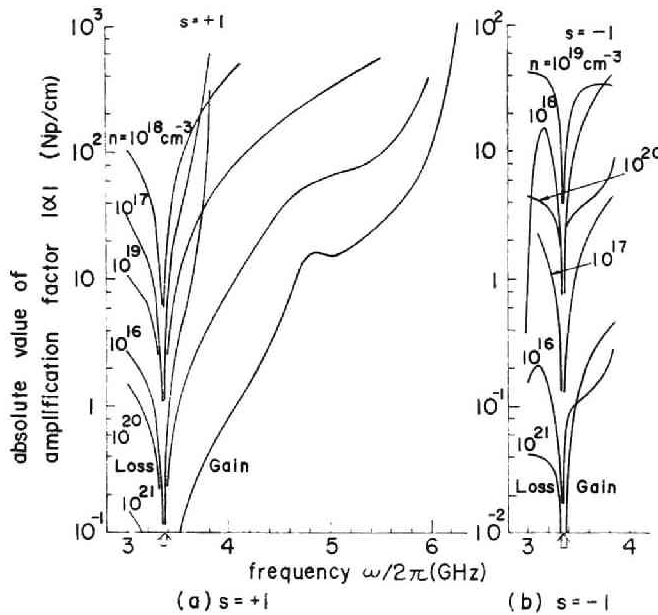 absolute value of
amplification factor |α| (Np/cm)
s=+1
10^3
10^2
10
1
10^-1
n=10^18 cm^-3
10^17
10^19
10^16
10^20
10^21
Loss
Gain
3
4
5
6
s=-1
n=10^19 cm^-3
10^2
10
1
10^-1
10^-2
10^18
10^20
10^17
10^16
10^21
Loss
Gain
3
4
frequency ω/2π(GHz)
(a) s=+1
(b) s=-1